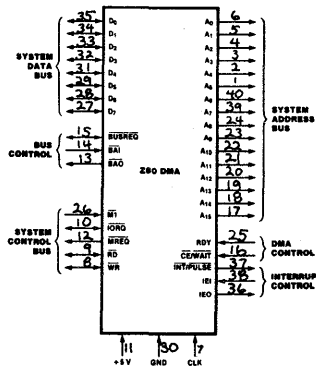 SYSTEM DATA BUS
35 D0
34 D1
33 D2
32 D3
31 D4
29 D5
28 D6
27 D7
BUS CONTROL
15 BUSREQ
14 BAI
13 BAO
SYSTEM CONTROL BUS
26 M1
10 IORQ
12 MREQ
9 RD
8 WR
Z80 DMA
A0 6
A1 5
A2 4
A3 3
A4 2
A5 1
A6 40
A7 39
A8 24
A9 23
A10 22
A11 21
A12 20
A13 19
A14 18
A15 17
SYSTEM ADDRESS BUS
RDY 25
CE/WAIT 16
DMA CONTROL
INT/PULSE 37
IEI 38
IEO 36
INTERRUP CONTROL
11 30 7
+5V GND CLK